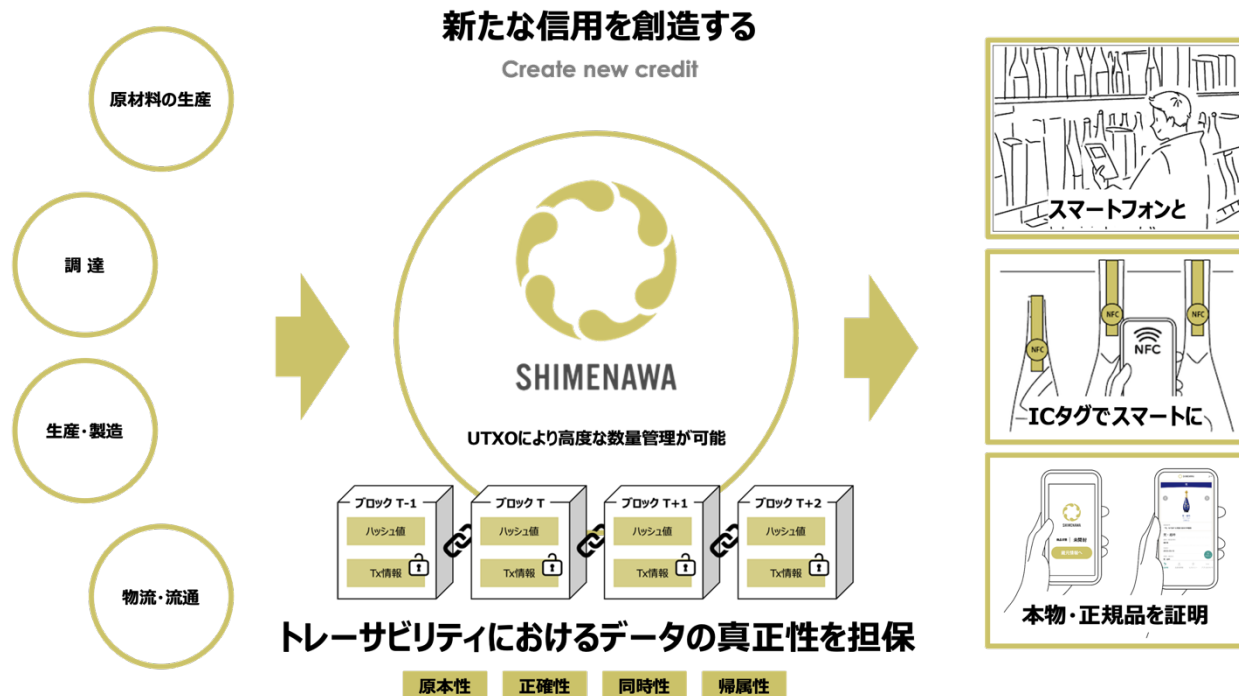 新たな信用を創造する
Create new credit
原材料の生産
調 達
生産・製造
物流・流通
SHIMENAWA
UTXOにより高度な数量管理が可能
ブロック T-1
ハッシュ値
Tx情報
ブロック T
ハッシュ値
Tx情報
ブロック T+1
ハッシュ値
Tx情報
ブロック T+2
ハッシュ値
Tx情報
トレーサビリティにおけるデータの真正性を担保
原本性
正確性
同時性
帰属性
スマートフォンと
NFC
NFC
NFC
NFC
ICタグでスマートに
SHIMENAWA
本物・正規品を証明